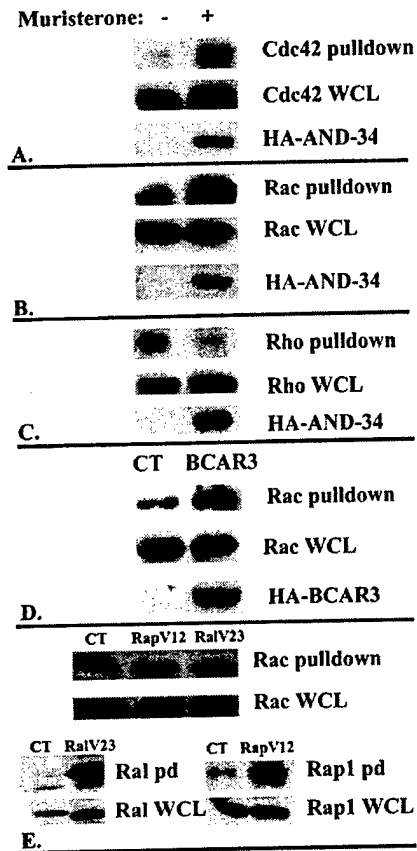 Muristerone: - +
Cdc42 pulldown
Cdc42 WCL
HA-AND-34
A.
Rac pulldown
Rac WCL
HA-AND-34
B.
Rho pulldown
Rho WCL
HA-AND-34
C.
CT BCAR3
Rac pulldown
Rac WCL
HA-BCAR3
D.
CT RapV12 RalV23
Rac pulldown
Rac WCL
CT RalV23 CT RapV12
Ral pd Rap1 pd
Ral WCL Rap1 WCL
E.